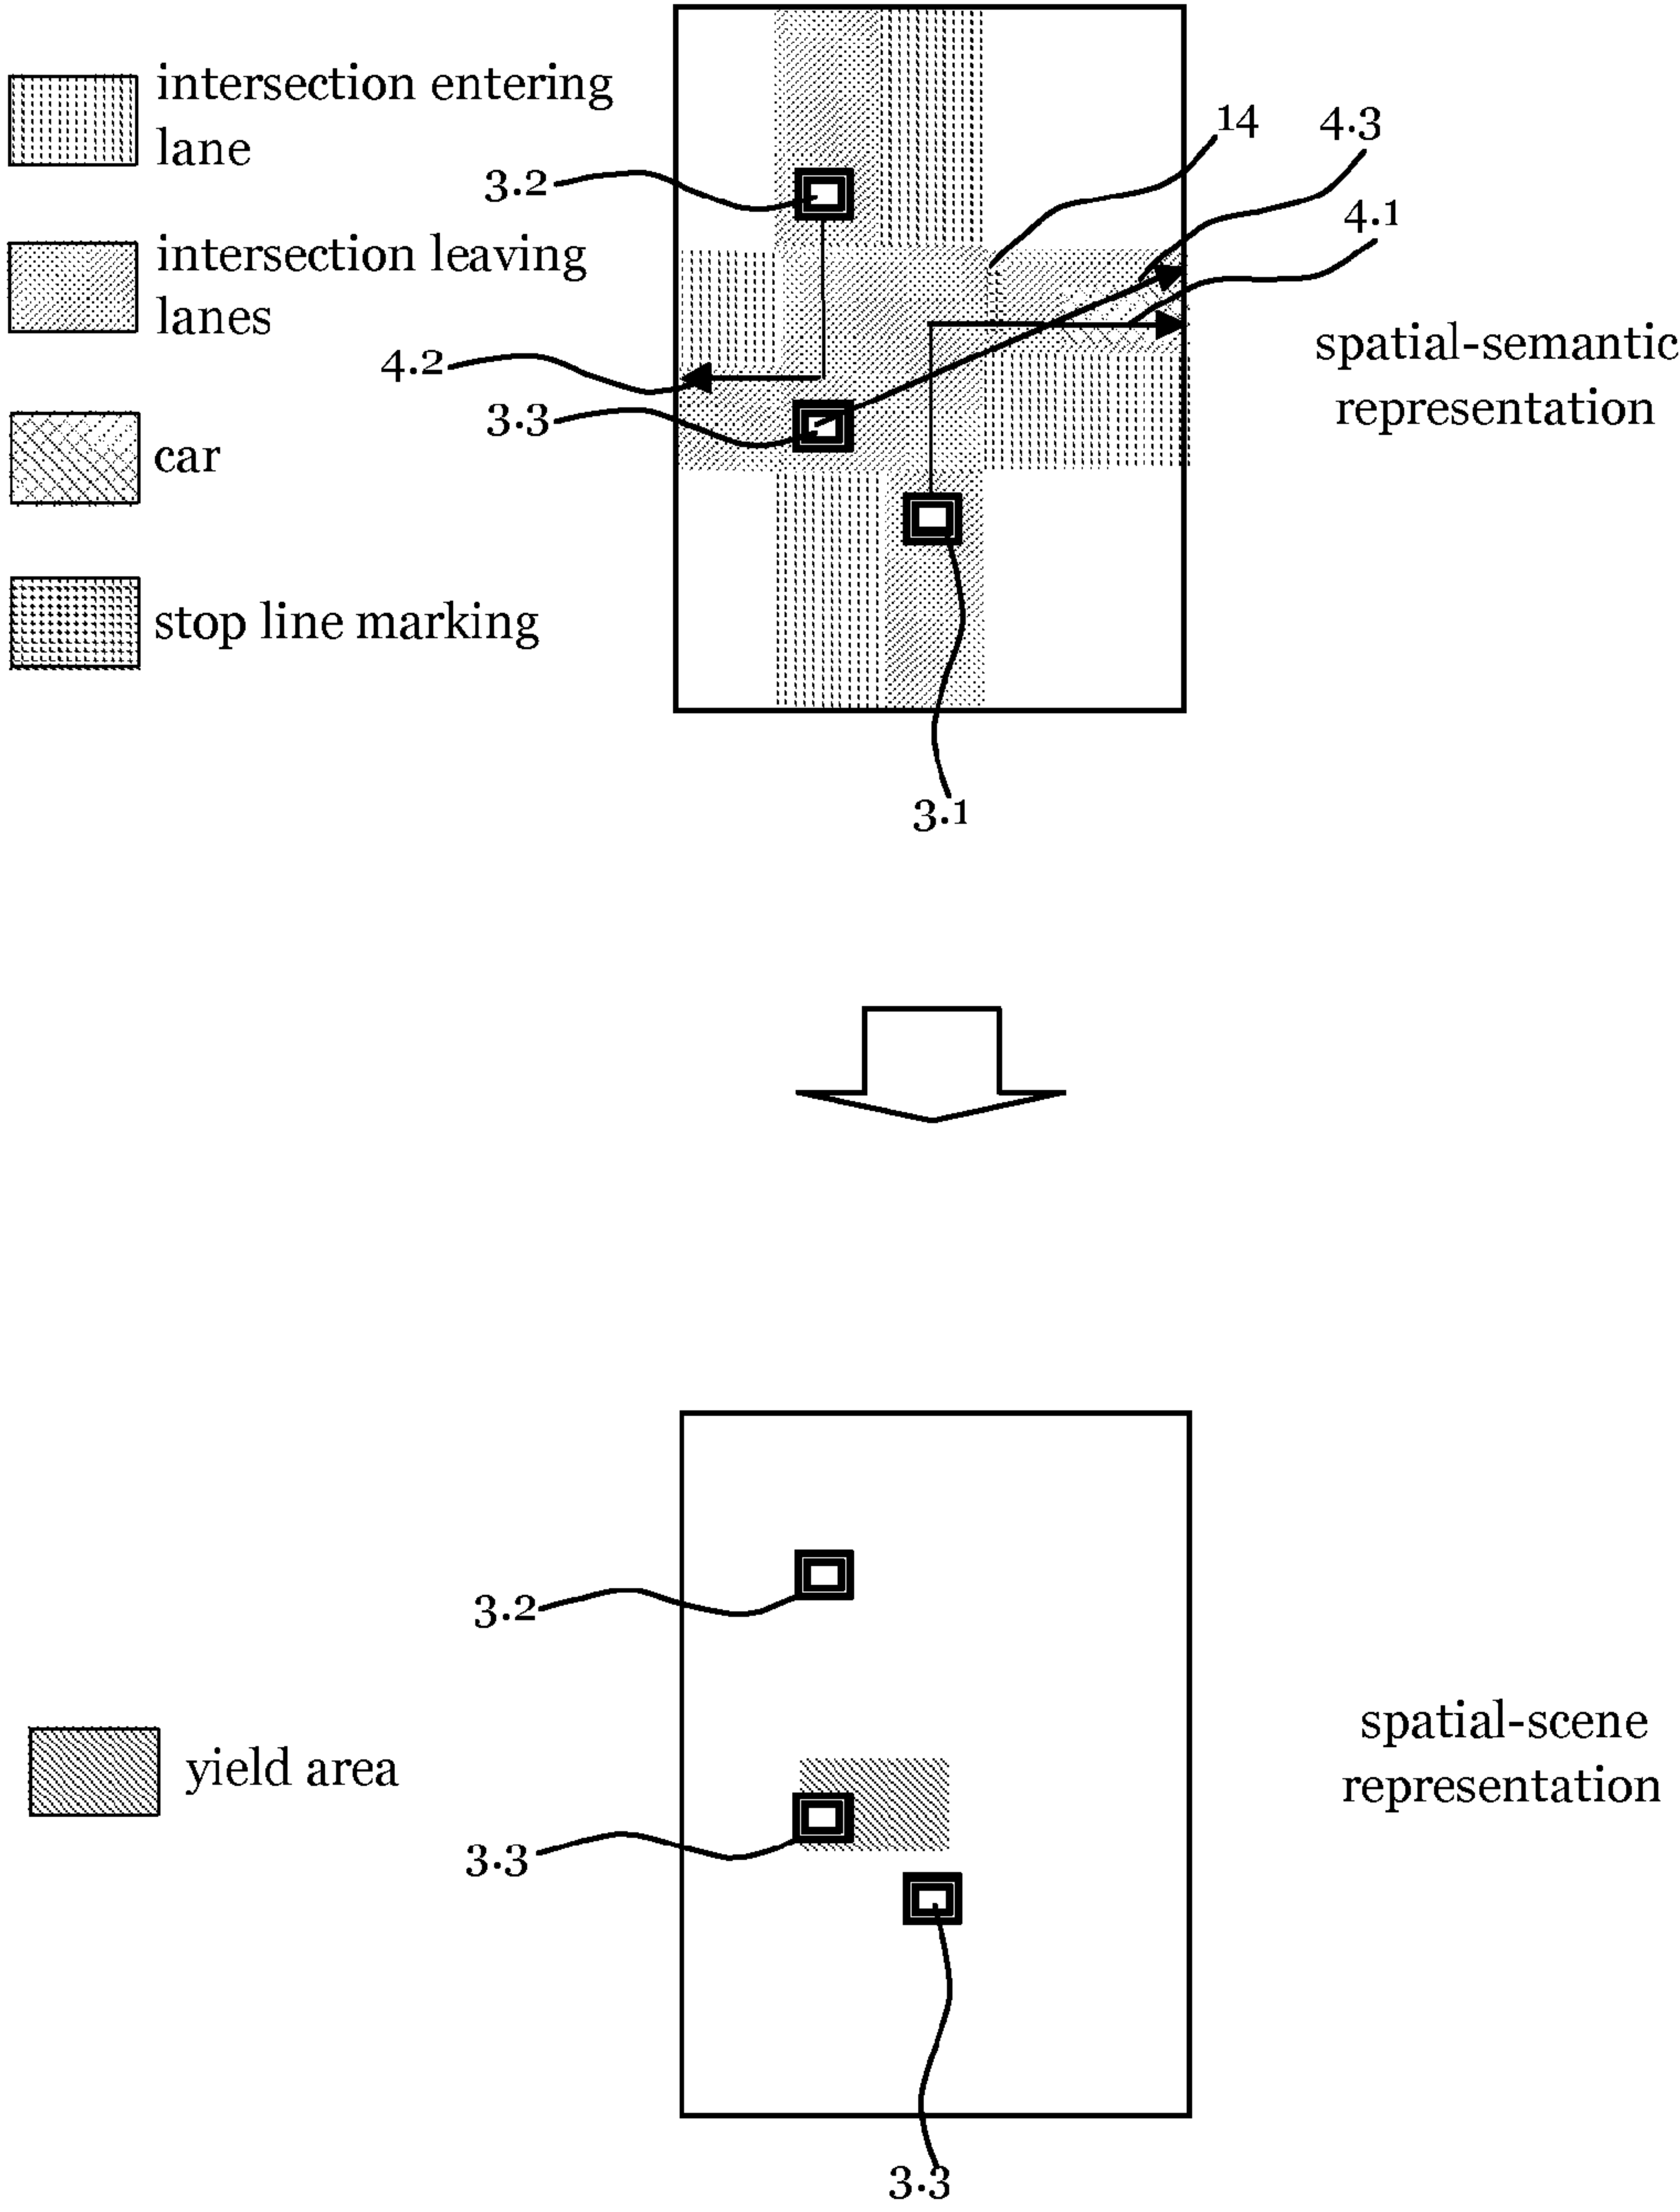 intersection entering
lane
intersection leaving
lanes
car
stop line marking
3.2
14
4.3
4.1
4.2
3.3
3.1
spatial-semantic
representation
3.2
yield area
3.3
3.3
spatial-scene
representation